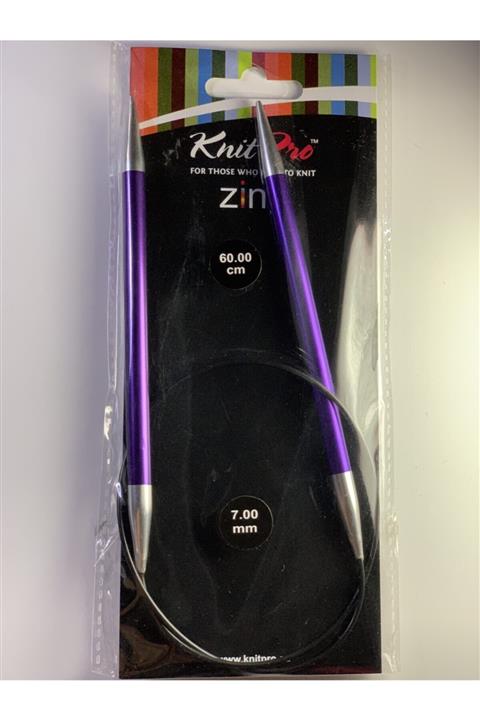 KnitPro™
FOR THOSE WHO TO KNIT
zin
60.00
cm
7.00
mm
www.knitpro.